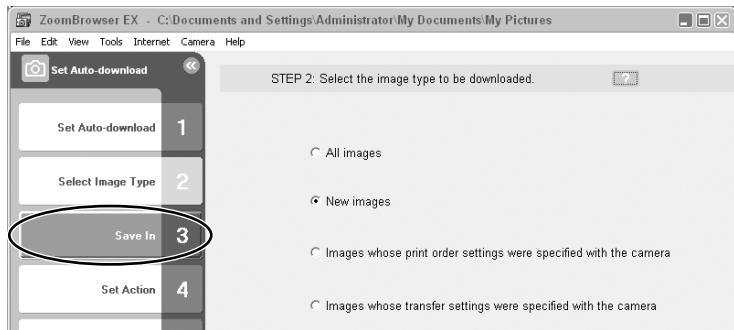 ZoomBrowser EX - C:\Documents and Settings\Administrator\My Documents\My Pictures
File Edit View Tools Internet Camera Help
Set Auto-download
STEP 2: Select the image type to be downloaded. ?
Set Auto-download 1
All images
Select Image Type 2
New images
Save In 3
Images whose print order settings were specified with the camera
Set Action 4
Images whose transfer settings were specified with the camera